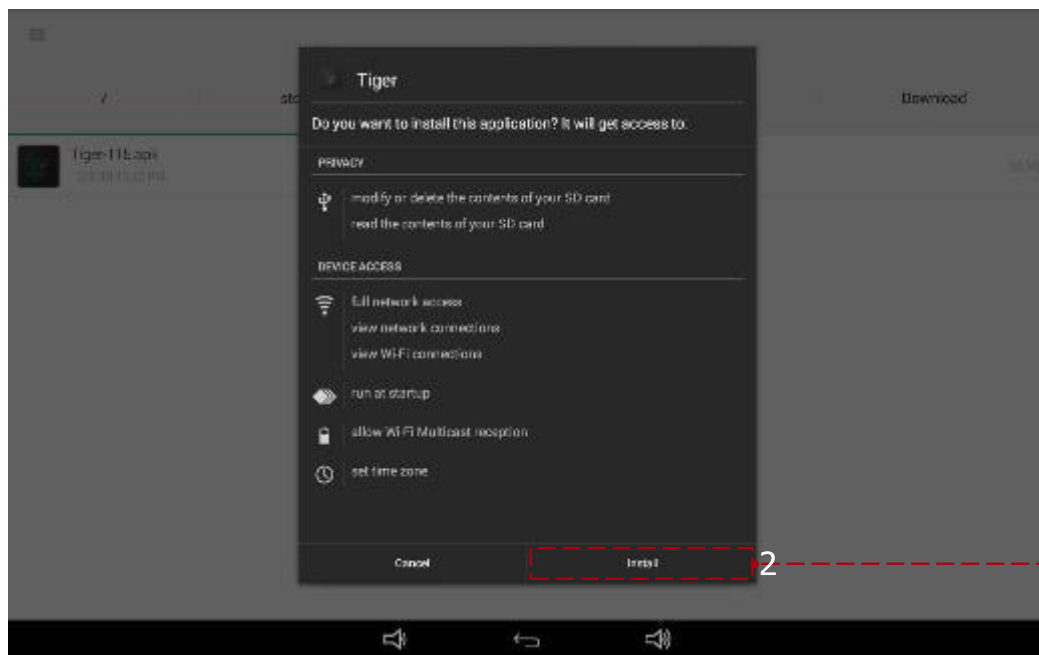 Tiger
/
Download
Do you want to install this application? It will get access to:
Tiger-115.apk
PRIVACY
modify or delete the contents of your SD card
read the contents of your SD card
DEVICE ACCESS
full network access
view network connections
view Wi-Fi connections
run at startup
allow Wi-Fi Multicast reception
set time zone
Cancel
Install
2